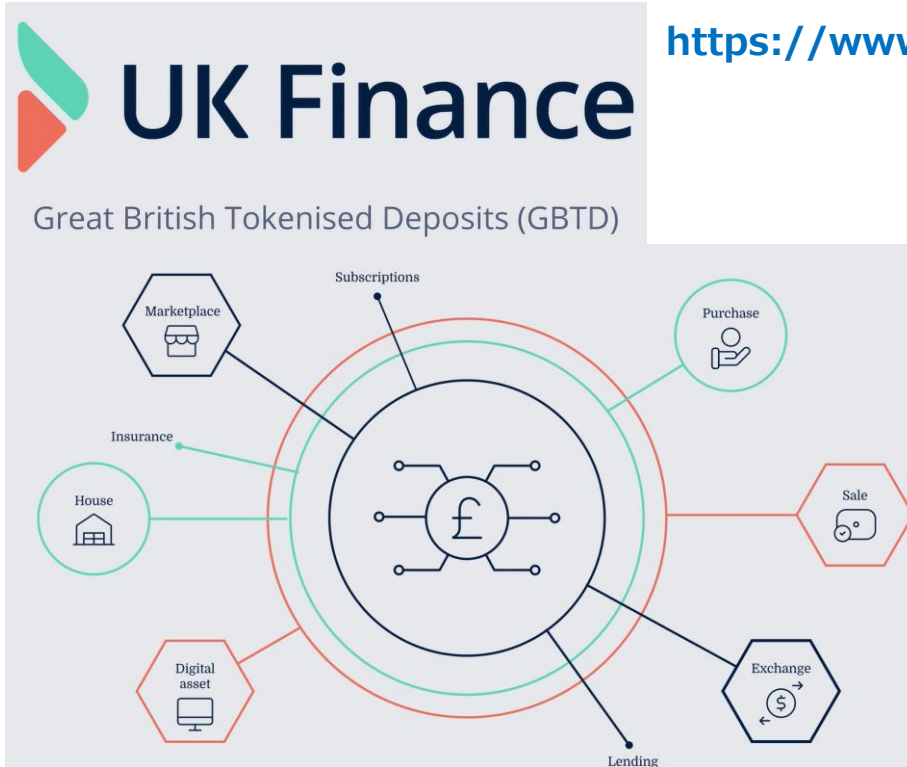 UK Finance
https://www
Great British Tokenised Deposits (GBTD)
Subscriptions
Marketplace
Purchase
Insurance
House
Sale
£
Digital
asset
Exchange
$
Lending